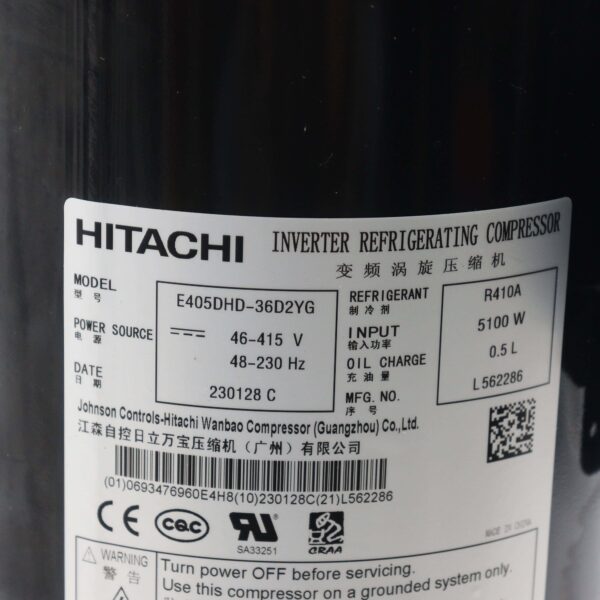 HITACHI INVERTER REFRIGERATING COMPRESSOR
变频涡旋压缩机
MODEL E405DHD-36D2YG REFRIGERANT R410A
型号 制冷剂
POWER SOURCE 46-415 V INPUT 5100 W
电源 输入功率
48-230 Hz OIL CHARGE 0.5 L
充油量
DATE 230128 C MFG. NO. L562286
日期 制造编号
Johnson Controls-Hitachi Wanbao Compressor (Guangzhou) Co.,Ltd.
江森自控日立万宝压缩机（广州）有限公司
(01)0693476960E4H8(10)230128C(21)L562286
CE CQC RU CRAA
SA33251
MADE IN CHINA
WARNING Turn power OFF before servicing.
警告 Use this compressor on a grounded system only.